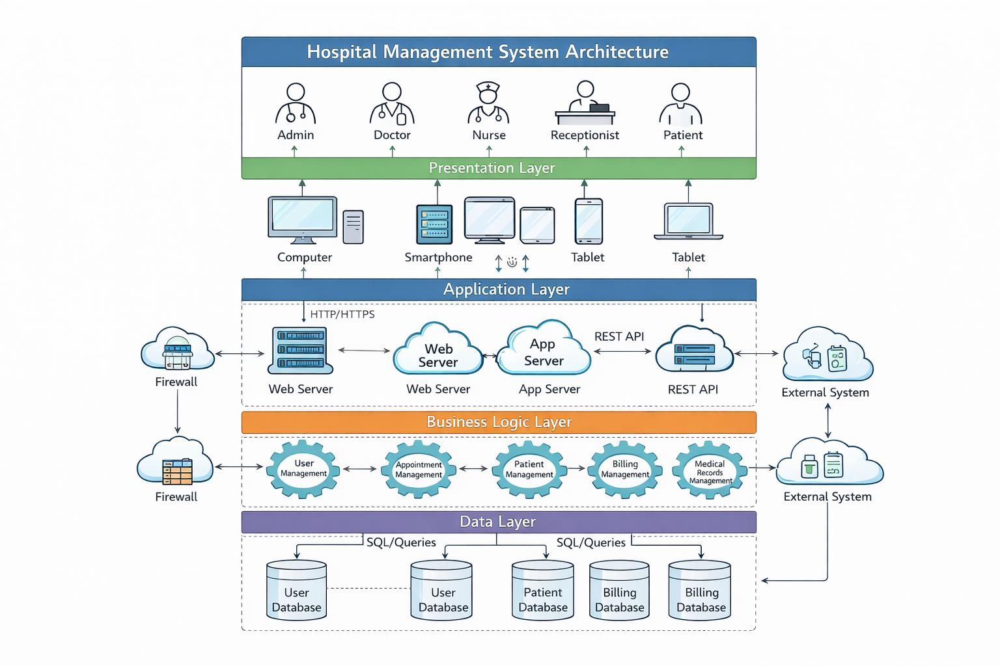 Hospital Management System Architecture
Admin
Doctor
Nurse
Receptionist
Patient
Presentation Layer
Computer
Smartphone
Tablet
Tablet
Application Layer
HTTP/HTTPS
Web
Server
App
Server
REST API
Firewall
Web Server
Web Server
App Server
REST API
External System
Business Logic Layer
User
Management
Appointment
Management
Patient
Management
Billing
Management
Medical
Records
Management
Firewall
External System
Data Layer
SQL/Queries
SQL/Queries
User
Database
User
Database
Patient
Database
Billing
Database
Billing
Database